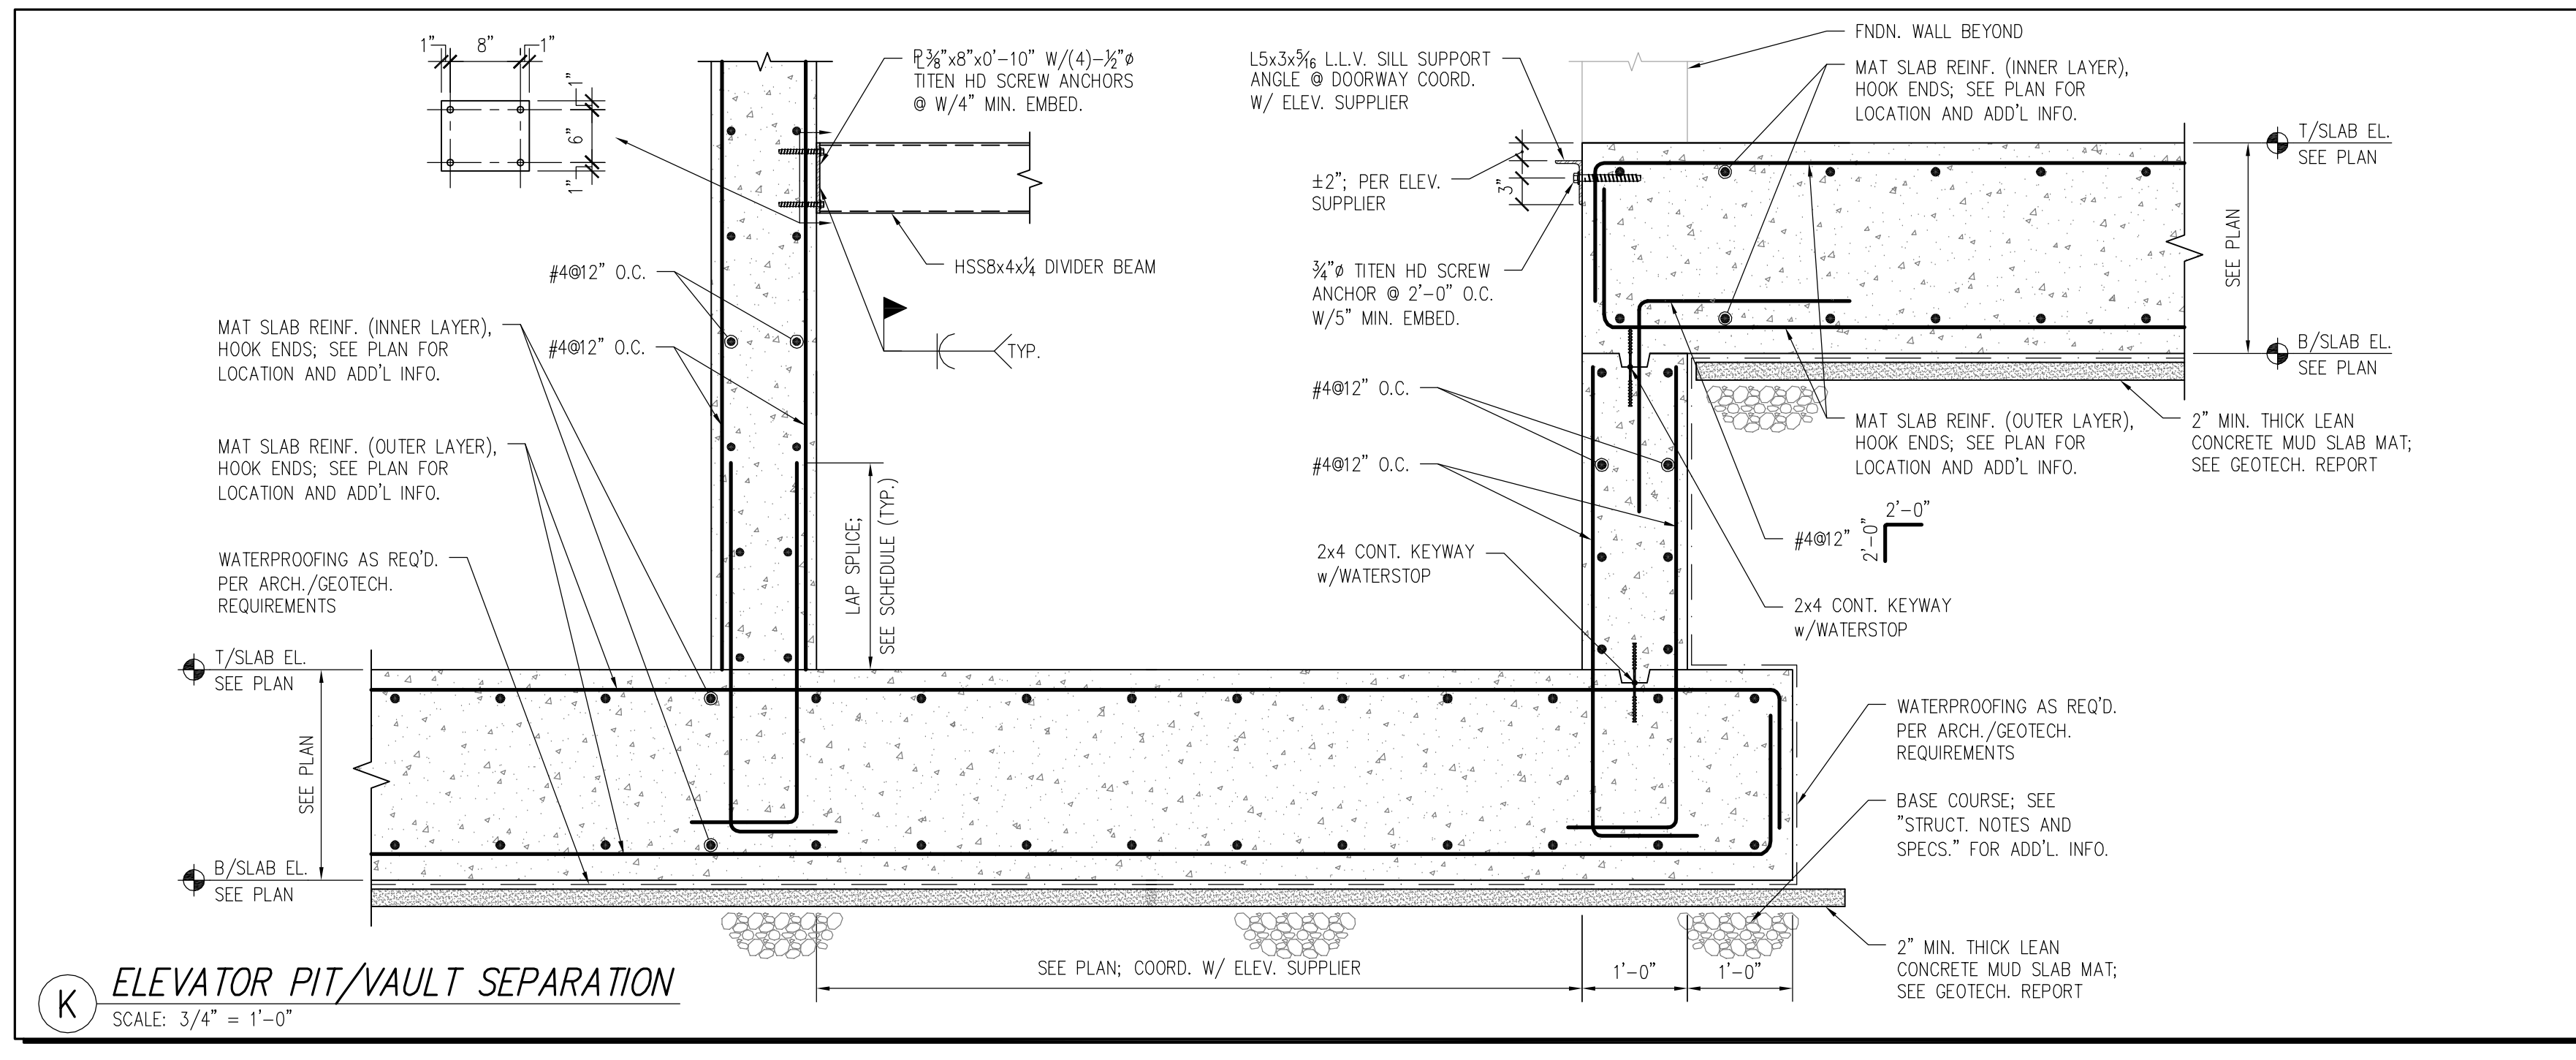 1" 8" 1"
1"
6"
1"
PL 3/8"x8"x0'-10" W/(4)-1/2"ø
TITEN HD SCREW ANCHORS
@ W/4" MIN. EMBED.
HSS8x4x1/4 DIVIDER BEAM
TYP.
#4@12" O.C.
#4@12" O.C.
MAT SLAB REINF. (INNER LAYER),
HOOK ENDS; SEE PLAN FOR
LOCATION AND ADD'L INFO.
MAT SLAB REINF. (OUTER LAYER),
HOOK ENDS; SEE PLAN FOR
LOCATION AND ADD'L INFO.
WATERPROOFING AS REQ'D.
PER ARCH./GEOTECH.
REQUIREMENTS
T/SLAB EL.
SEE PLAN
SEE PLAN
B/SLAB EL.
SEE PLAN
LAP SPLICE;
SEE SCHEDULE (TYP.)
L5x3x5/16 L.L.V. SILL SUPPORT
ANGLE @ DOORWAY COORD.
W/ ELEV. SUPPLIER
±2"; PER ELEV.
SUPPLIER
3"
3/4"ø TITEN HD SCREW
ANCHOR @ 2'-0" O.C.
W/5" MIN. EMBED.
#4@12" O.C.
#4@12" O.C.
2x4 CONT. KEYWAY
w/WATERSTOP
FNDN. WALL BEYOND
MAT SLAB REINF. (INNER LAYER),
HOOK ENDS; SEE PLAN FOR
LOCATION AND ADD'L INFO.
T/SLAB EL.
SEE PLAN
SEE PLAN
B/SLAB EL.
SEE PLAN
MAT SLAB REINF. (OUTER LAYER),
HOOK ENDS; SEE PLAN FOR
LOCATION AND ADD'L INFO.
2" MIN. THICK LEAN
CONCRETE MUD SLAB MAT;
SEE GEOTECH. REPORT
#4@12" 2'-0"
2'-0"
2x4 CONT. KEYWAY
w/WATERSTOP
WATERPROOFING AS REQ'D.
PER ARCH./GEOTECH.
REQUIREMENTS
BASE COURSE; SEE
"STRUCT. NOTES AND
SPECS." FOR ADD'L. INFO.
2" MIN. THICK LEAN
CONCRETE MUD SLAB MAT;
SEE GEOTECH. REPORT
SEE PLAN; COORD. W/ ELEV. SUPPLIER
1'-0" 1'-0"
K ELEVATOR PIT/VAULT SEPARATION
SCALE: 3/4" = 1'-0"